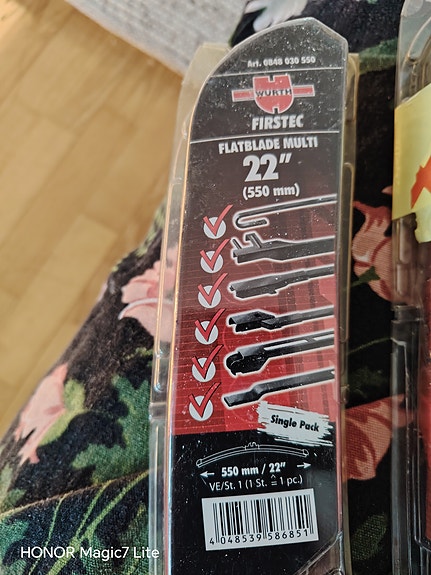 Art. 0848 030 550
WÜRTH
FIRSTEC
FLATBLADE MULTI
22"
(550 mm)
Single Pack
550 mm / 22"
VE/St. 1 (1 St. ≙ 1 pc.)
4 048539 586851
HONOR Magic7 Lite